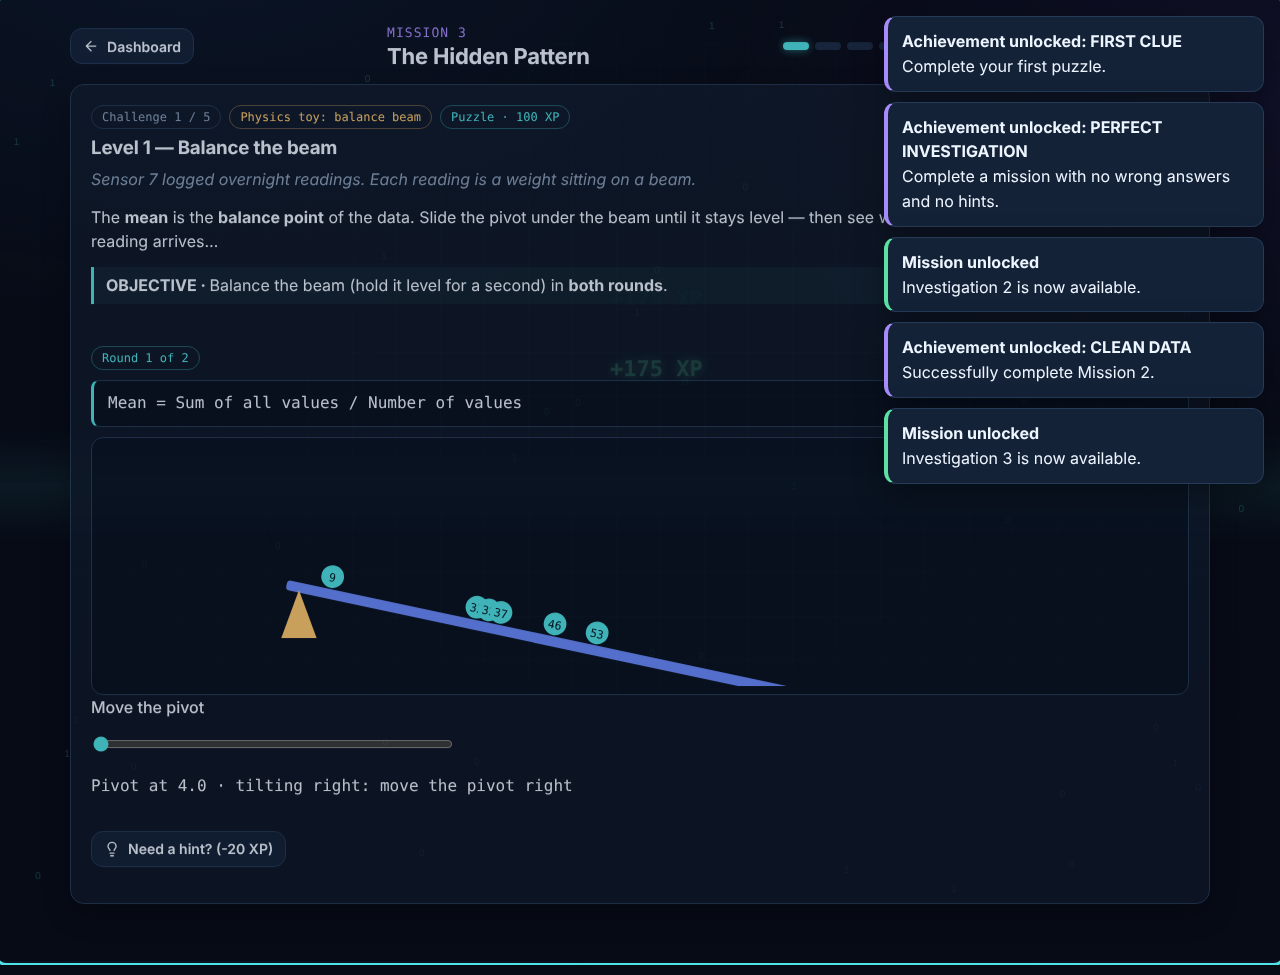 Dashboard
MISSION 3
The Hidden Pattern
Achievement unlocked: FIRST CLUE
Complete your first puzzle.
Achievement unlocked: PERFECT
INVESTIGATION
Complete a mission with no wrong answers
and no hints.
Mission unlocked
Investigation 2 is now available.
Achievement unlocked: CLEAN DATA
Successfully complete Mission 2.
Mission unlocked
Investigation 3 is now available.
Challenge 1 / 5
Physics toy: balance beam
Puzzle · 100 XP
Level 1 — Balance the beam
Sensor 7 logged overnight readings. Each reading is a weight sitting on a beam.
The mean is the balance point of the data. Slide the pivot under the beam until it stays level — then see
reading arrives...
OBJECTIVE · Balance the beam (hold it level for a second) in both rounds.
Round 1 of 2
+175 XP
Mean = Sum of all values / Number of values
9
37
46
53
Move the pivot
Pivot at 4.0 · tilting right: move the pivot right
Need a hint? (-20 XP)